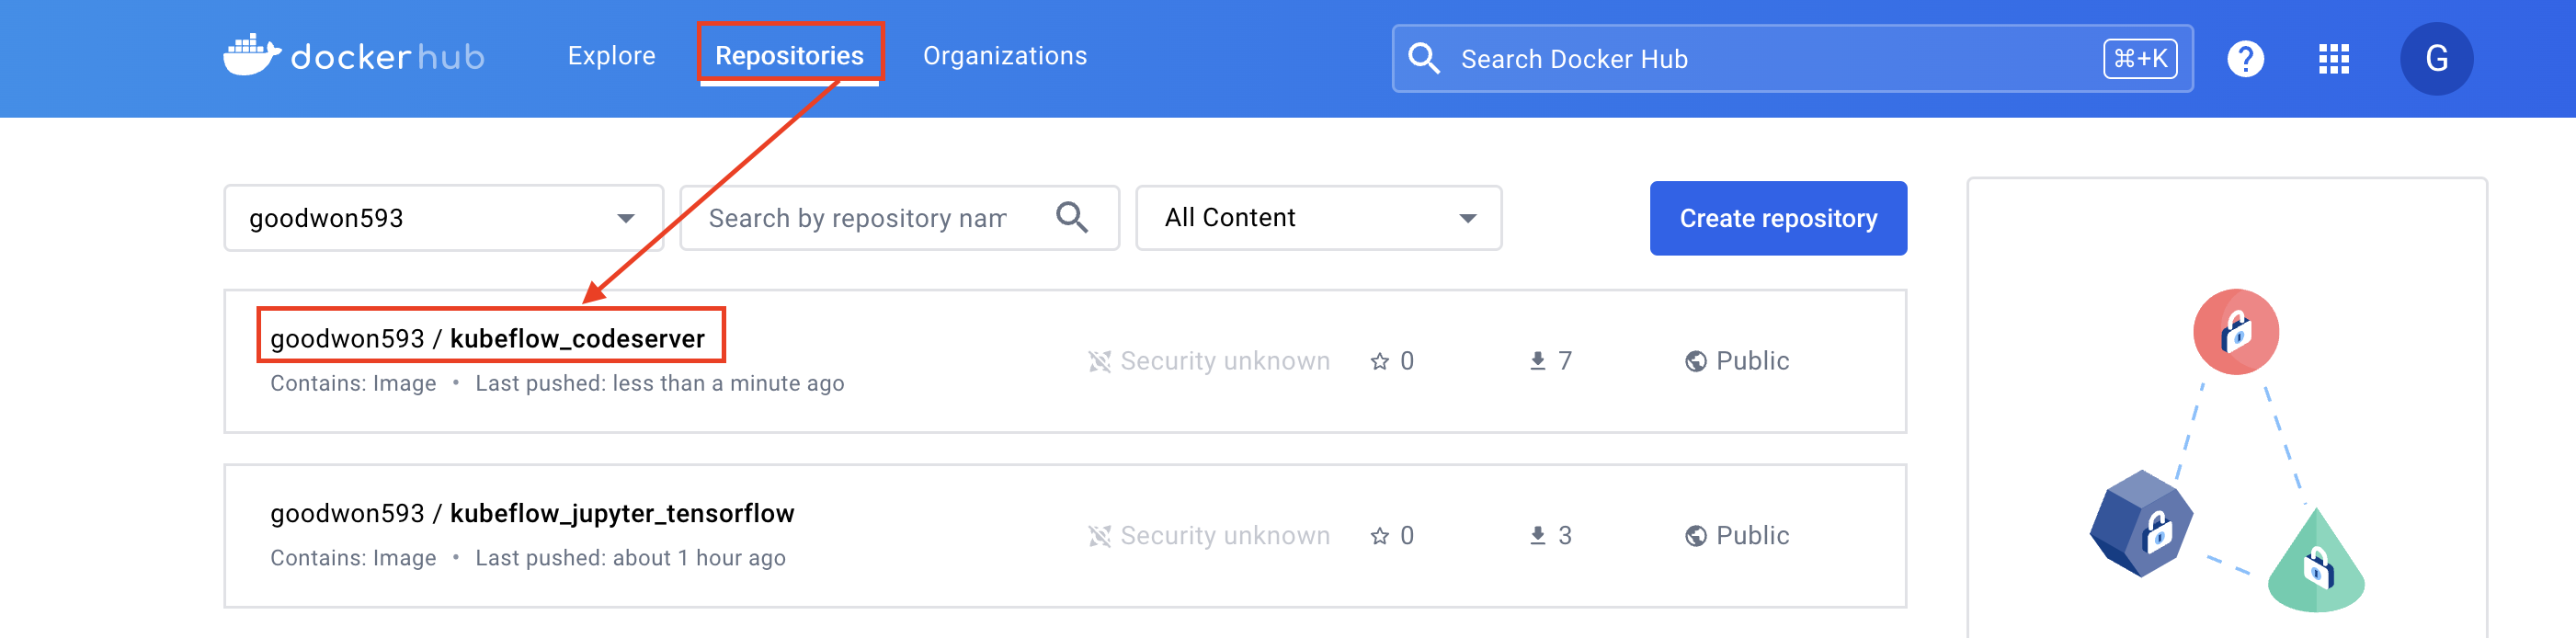 dockerhub Explore Repositories Organizations Search Docker Hub ⌘+K ? G
goodwon593 Search by repository nam All Content Create repository
goodwon593 / kubeflow_codeserver
Security unknown 0 7 Public
Contains: Image • Last pushed: less than a minute ago
goodwon593 / kubeflow_jupyter_tensorflow
Security unknown 0 3 Public
Contains: Image • Last pushed: about 1 hour ago